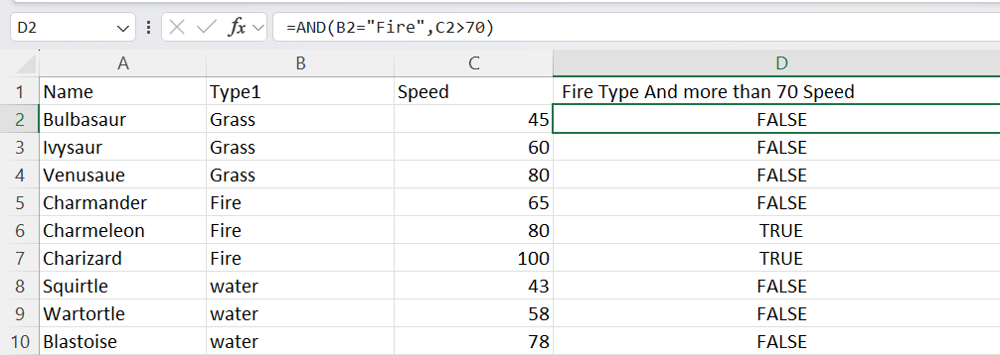 D2 fx =AND(B2="Fire",C2>70)
A B C D
1 Name Type1 Speed Fire Type And more than 70 Speed
2 Bulbasaur Grass 45 FALSE
3 Ivysaur Grass 60 FALSE
4 Venusaue Grass 80 FALSE
5 Charmander Fire 65 FALSE
6 Charmeleon Fire 80 TRUE
7 Charizard Fire 100 TRUE
8 Squirtle water 43 FALSE
9 Wartortle water 58 FALSE
10 Blastoise water 78 FALSE